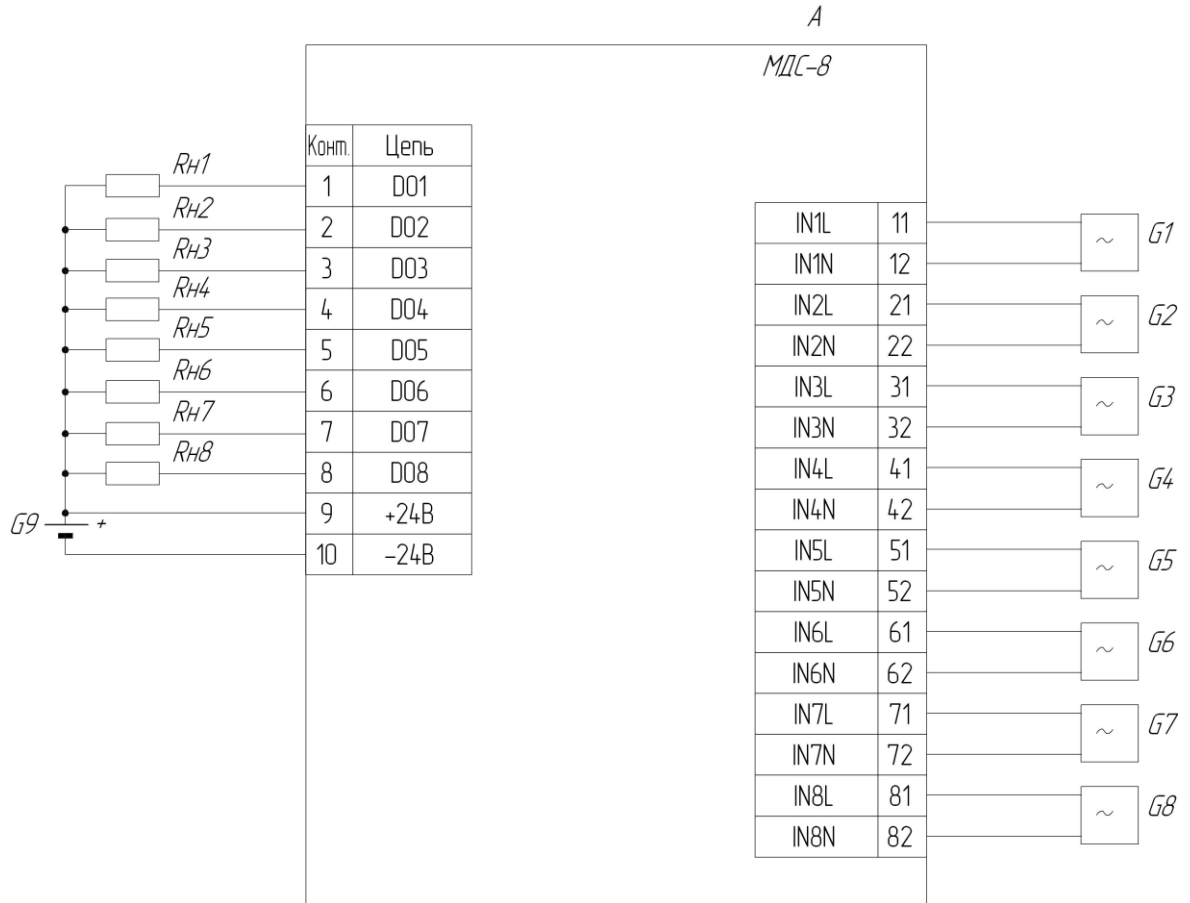 А
МДС-8
Конт. Цепь
Rн1
1 DO1
Rн2
2 DO2
Rн3
3 DO3
Rн4
4 DO4
Rн5
5 DO5
Rн6
6 DO6
Rн7
7 DO7
Rн8
8 DO8
9 +24В
G9 +
10 -24В
IN1L 11
G1
~
IN1N 12
IN2L 21
G2
~
IN2N 22
IN3L 31
G3
~
IN3N 32
IN4L 41
G4
~
IN4N 42
IN5L 51
G5
~
IN5N 52
IN6L 61
G6
~
IN6N 62
IN7L 71
G7
~
IN7N 72
IN8L 81
G8
~
IN8N 82